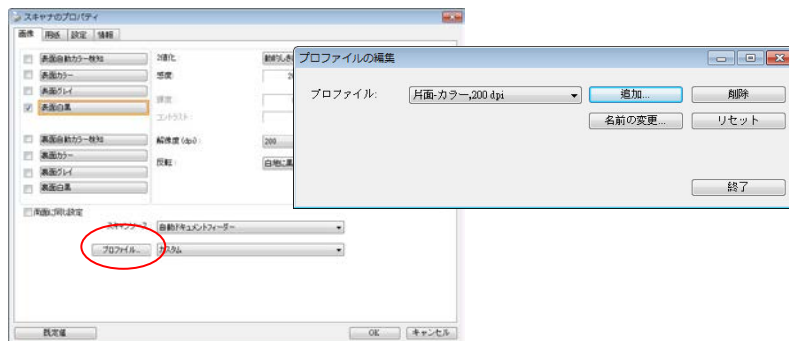 スキャナのプロパティ
画像 用紙 設定 情報
表面自動カラー検知
表面カラー
表面グレイ
表面白黒
裏面自動カラー検知
裏面カラー
裏面グレイ
裏面白黒
2値化:
感度:
輝度:
コントラスト:
解像度 (dpi) :
200
反転 :
両面に同じ設定
スキャンソース
自動ドキュメントフィーダー
プロファイル...
カスタム
既定値
OK
キャンセル
プロファイルの編集
プロファイル:
片面-カラー,200 dpi
追加...
削除
名前の変更...
リセット
終了